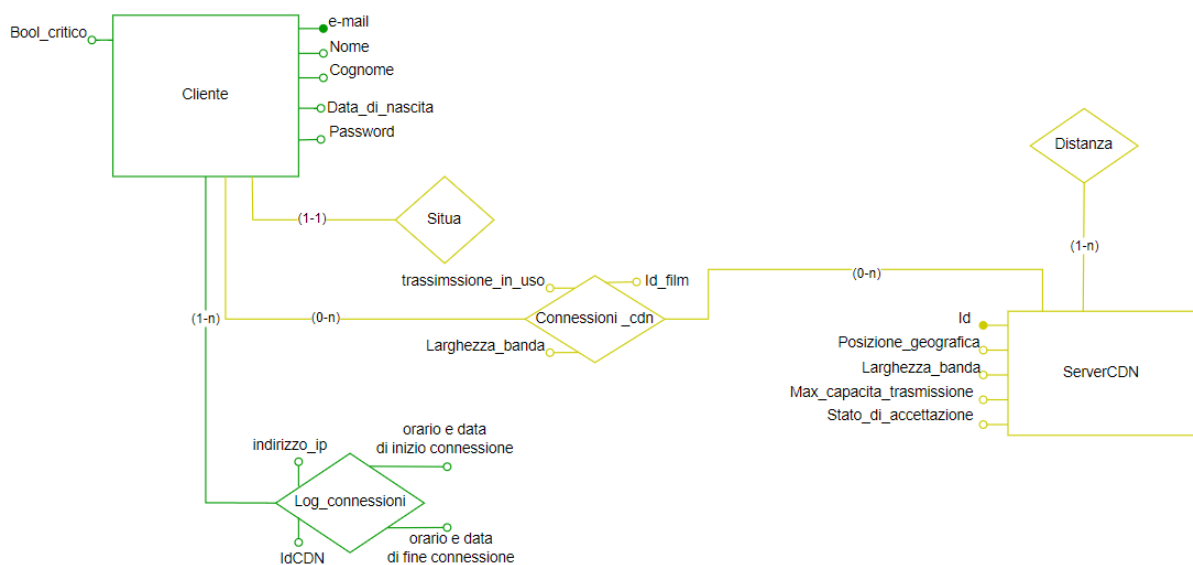 e-mail
Bool_critico
Nome
Cognome
Cliente
Data_di_nascita
Password
Distanza
(1-1)
Situa
(1-n)
trassimssione_in_uso
Id_film
(0-n)
(1-n)
(0-n)
Connessioni _cdn
Id
Larghezza_banda
Posizione_geografica
Larghezza_banda
ServerCDN
Max_capacita_trasmissione
Stato_di_accettazione
orario e data
di inizio connessione
indirizzo_ip
Log_connessioni
IdCDN
orario e data
di fine connessione